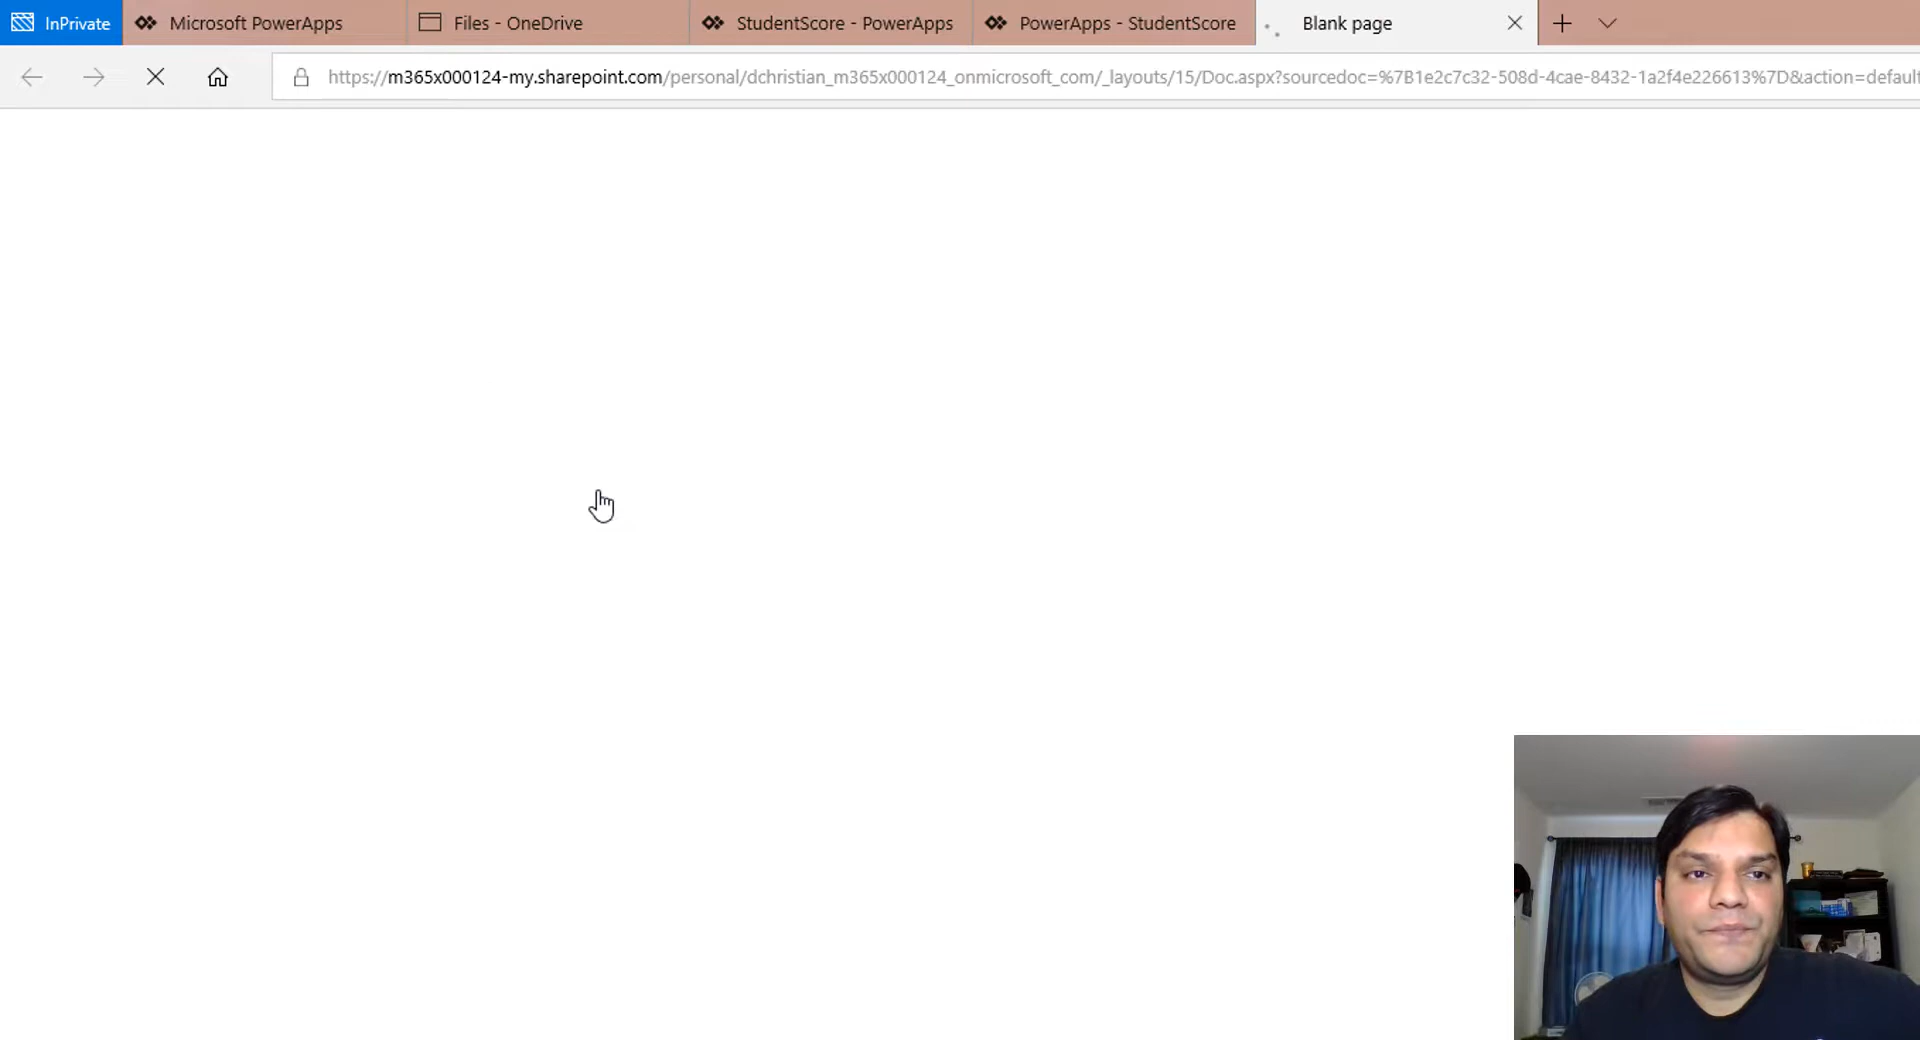 InPrivate
Microsoft PowerApps
Files - OneDrive
StudentScore - PowerApps
PowerApps - StudentScore
Blank page
https://m365x000124-my.sharepoint.com/personal/dchristian_m365x000124_onmicrosoft_com/_layouts/15/Doc.aspx?sourcedoc=%7B1e2c7c32-508d-4cae-8432-1a2f4e226613%7D&action=default